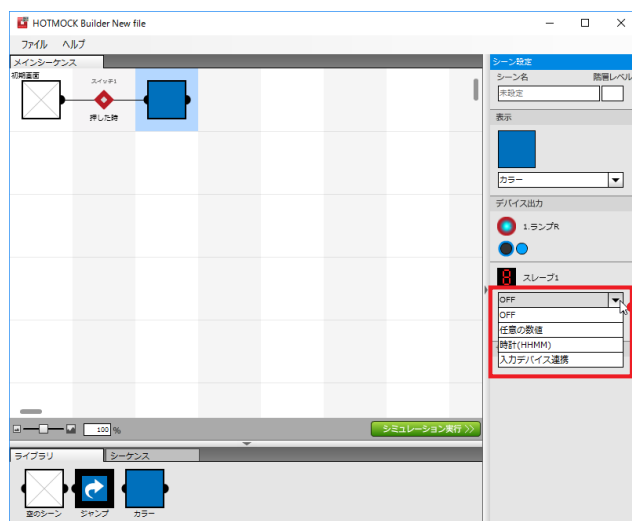 HOTMOCK Builder New file
ファイル ヘルプ
メインシーケンス
初期画面
スイッチ1
押した時
シーン設定
シーン名 階層レベル
未設定
表示
カラー
デバイス出力
1.ランプR
スレーブ1
OFF
OFF
任意の数値
時計(HHMM)
入力デバイス連携
100 %
シミュレーション実行
ライブラリ シーケンス
空のシーン ジャンプ カラー